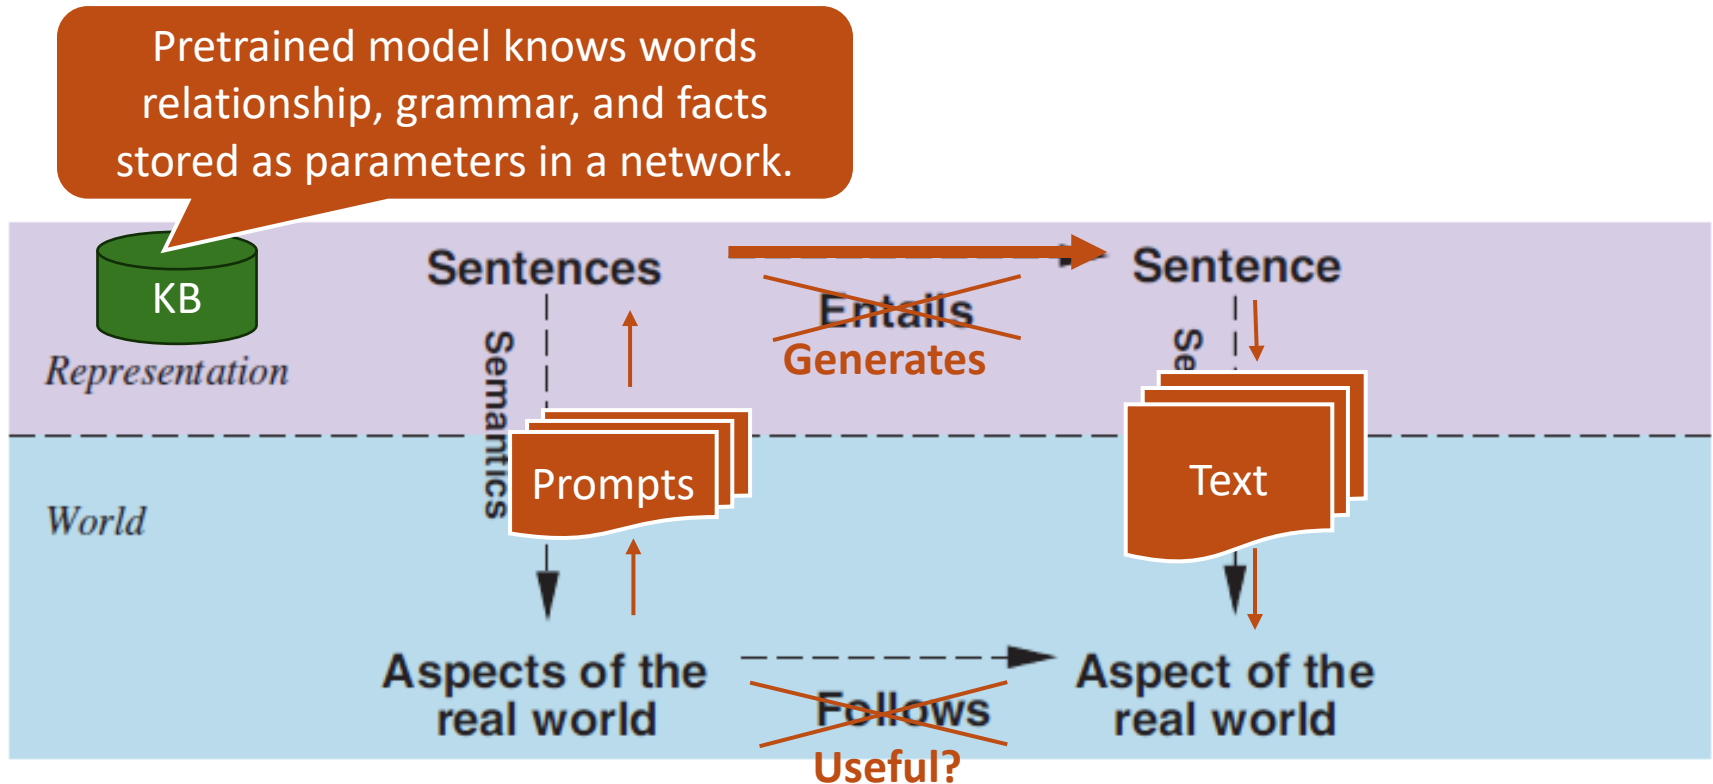 Pretrained model knows words
relationship, grammar, and facts
stored as parameters in a network.
KB
Sentences
Sentence
Entails
Generates
Representation
Semantics
Se
Prompts
Text
World
Aspects of the
real world
Follows
Useful?
Aspect of the
real world